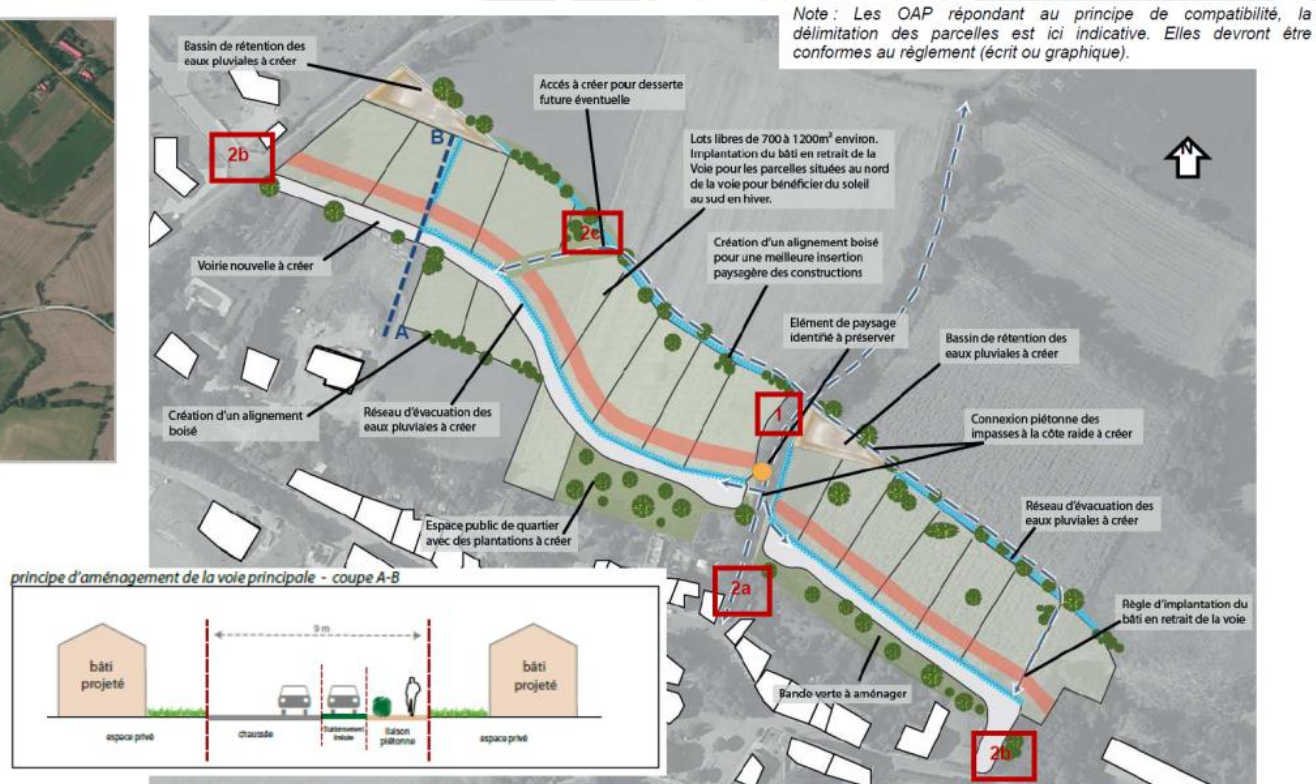 Note : Les OAP répondant au principe de compatibilité, la
délimitation des parcelles est ici indicative. Elles devront être
conformes au règlement (écrit ou graphique).
Bassin de rétention des
eaux pluviales à créer
Accès à créer pour desserte
future éventuelle
Lots libres de 700 à 1200m² environ.
Implantation du bâti en retrait de la
Voie pour les parcelles situées au nord
de la voie pour bénéficier du soleil
au sud en hiver.
N
2b
B
2c
Création d'un alignement boisé
pour une meilleure insertion
paysagère des constructions
Voirie nouvelle à créer
Elément de paysage
identifié à préserver
Bassin de rétention des
eaux pluviales à créer
A
1
Création d'un alignement
boisé
Réseau d'évacuation des
eaux pluviales à créer
Connexion piétonne des
impasses à la côte raide à créer
Espace public de quartier
avec des plantations à créer
Réseau d'évacuation des
eaux pluviales à créer
2a
Règle d'implantation du
bâti en retrait de la voie
Bande verte à aménager
2b
principe d'aménagement de la voie principale - coupe A-B
9 m
bâti
projeté
bâti
projeté
espace privé
chaussée
Stationnement
liaison
piétonne
espace privé